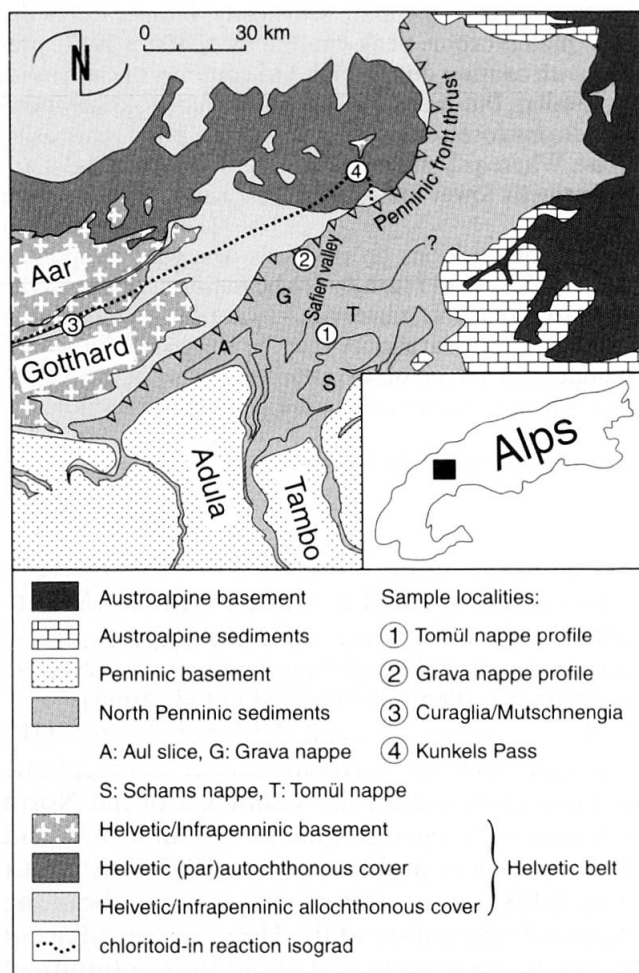 0 30 km
N
Penninic front thrust
4
Safien valley
?
2
Aar
G
T
3
1
Gotthard
A
S
Adula
Tambo
Alps
Austroalpine basement
Austroalpine sediments
Penninic basement
North Penninic sediments
A: Aul slice, G: Grava nappe
S: Schams nappe, T: Tomül nappe
Helvetic/Infrapenninic basement
Helvetic (par)autochthonous cover
Helvetic/Infrapenninic allochthonous cover
Helvetic belt
chloritoid-in reaction isograd
Sample localities:
1 Tomül nappe profile
2 Grava nappe profile
3 Curaglia/Mutschnengia
4 Kunkels Pass